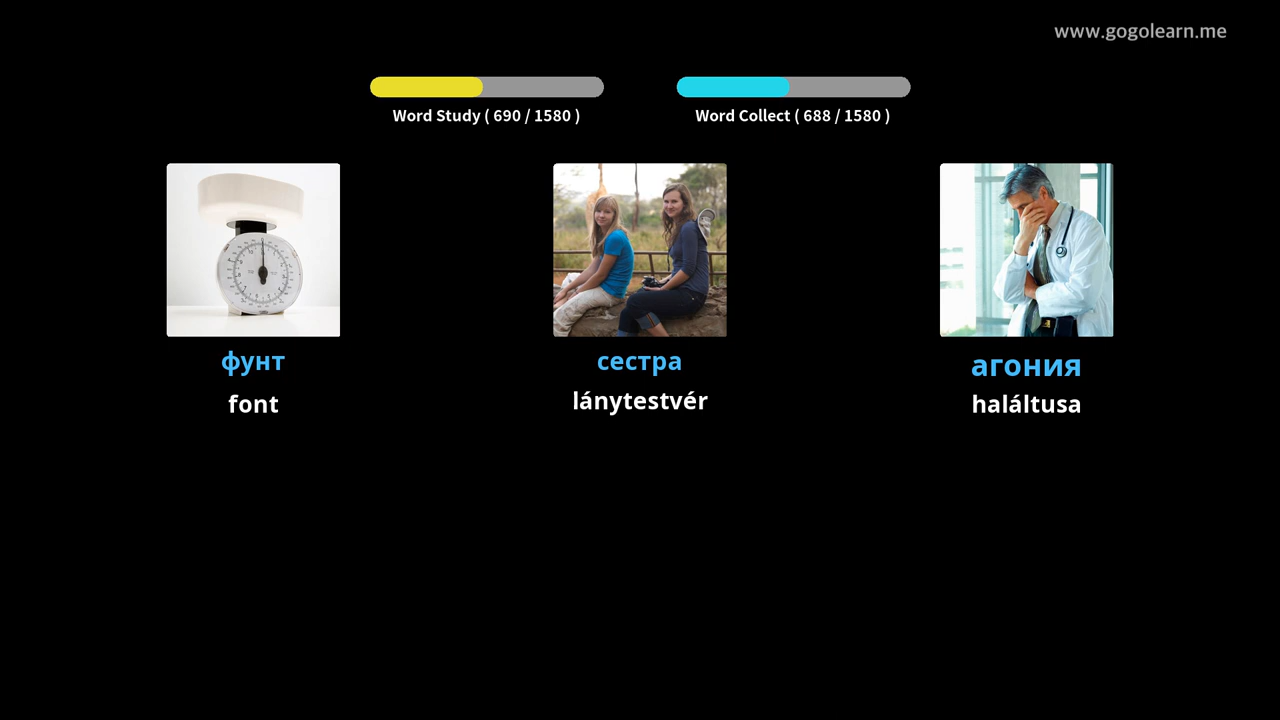 www.gogolearn.me
Word Study ( 690 / 1580 )
Word Collect ( 688 / 1580 )
фунт
font
сестра
lánytestvér
агония
haláltusa